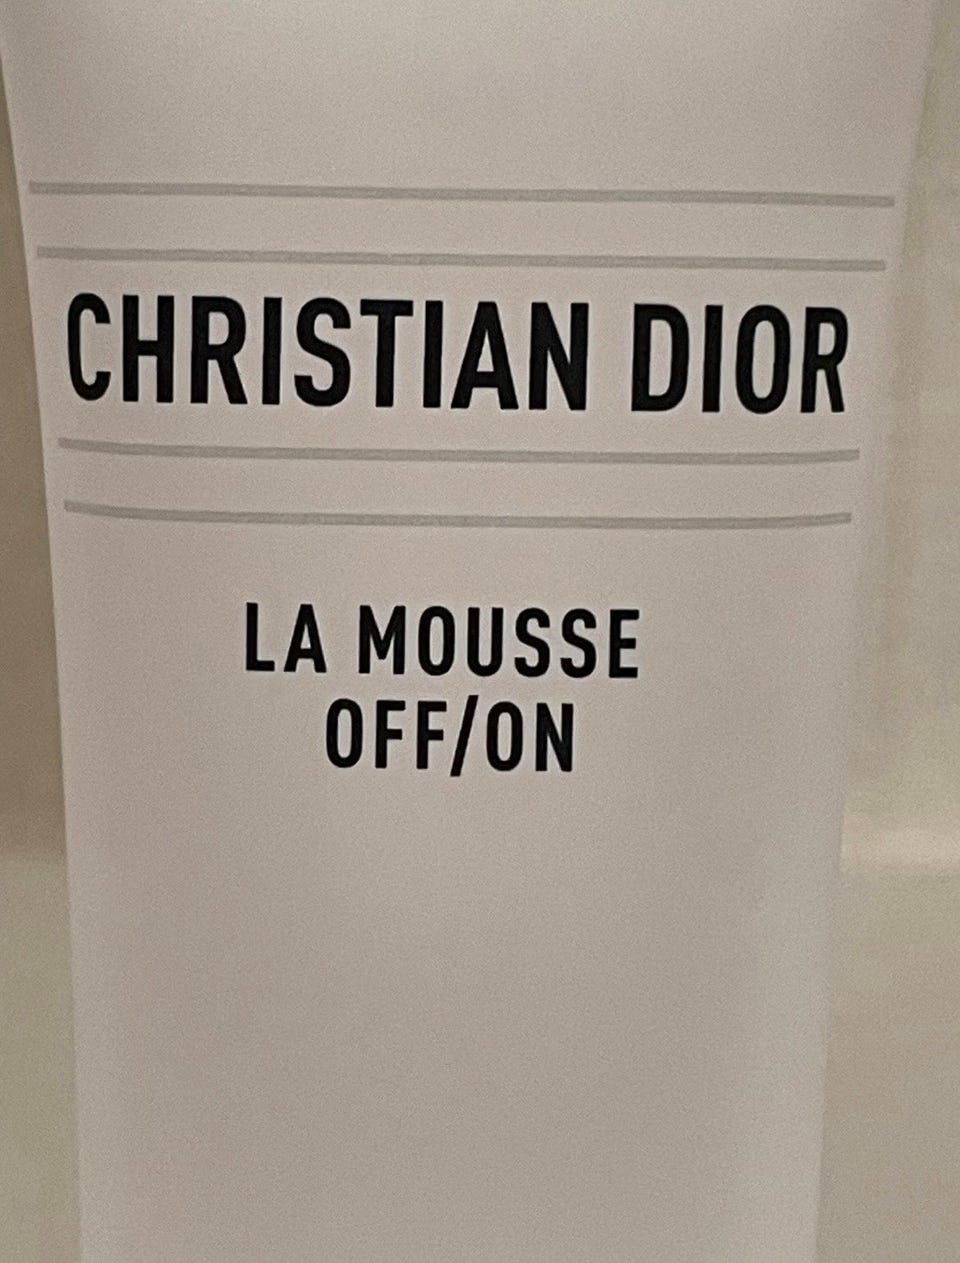 CHRISTIAN DIOR
LA MOUSSE
OFF/ON